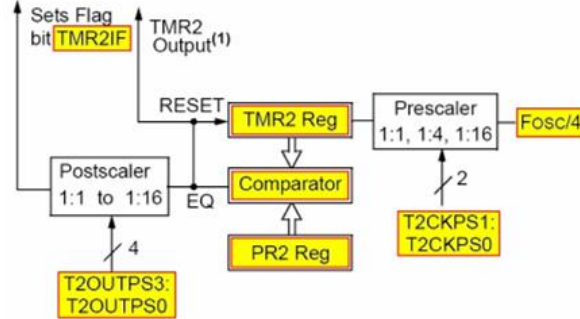 Sets Flag
bit TMR2IF
TMR2
Output(1)
RESET
TMR2 Reg
Prescaler
1:1, 1:4, 1:16
Fosc/4
Postscaler
1:1 to 1:16
EQ
Comparator
2
4
PR2 Reg
T2CKPS1:
T2CKPS0
T2OUTPS3:
T2OUTPS0